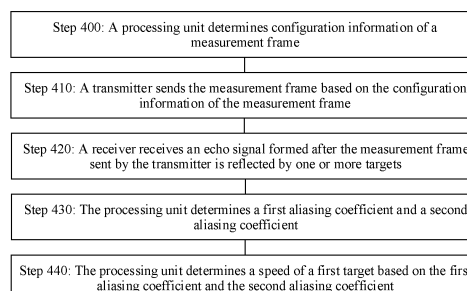 Step 400: A processing unit determines configuration information of a
measurement frame
Step 410: A transmitter sends the measurement frame based on the configuration
information of the measurement frame
Step 420: A receiver receives an echo signal formed after the measurement frame
sent by the transmitter is reflected by one or more targets
Step 430: The processing unit determines a first aliasing coefficient and a second
aliasing coefficient
Step 440: The processing unit determines a speed of a first target based on the first
aliasing coefficient and the second aliasing coefficient